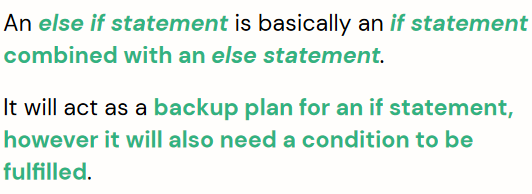 An else if statement is basically an if statement
combined with an else statement.
It will act as a backup plan for an if statement,
however it will also need a condition to be
fulfilled.